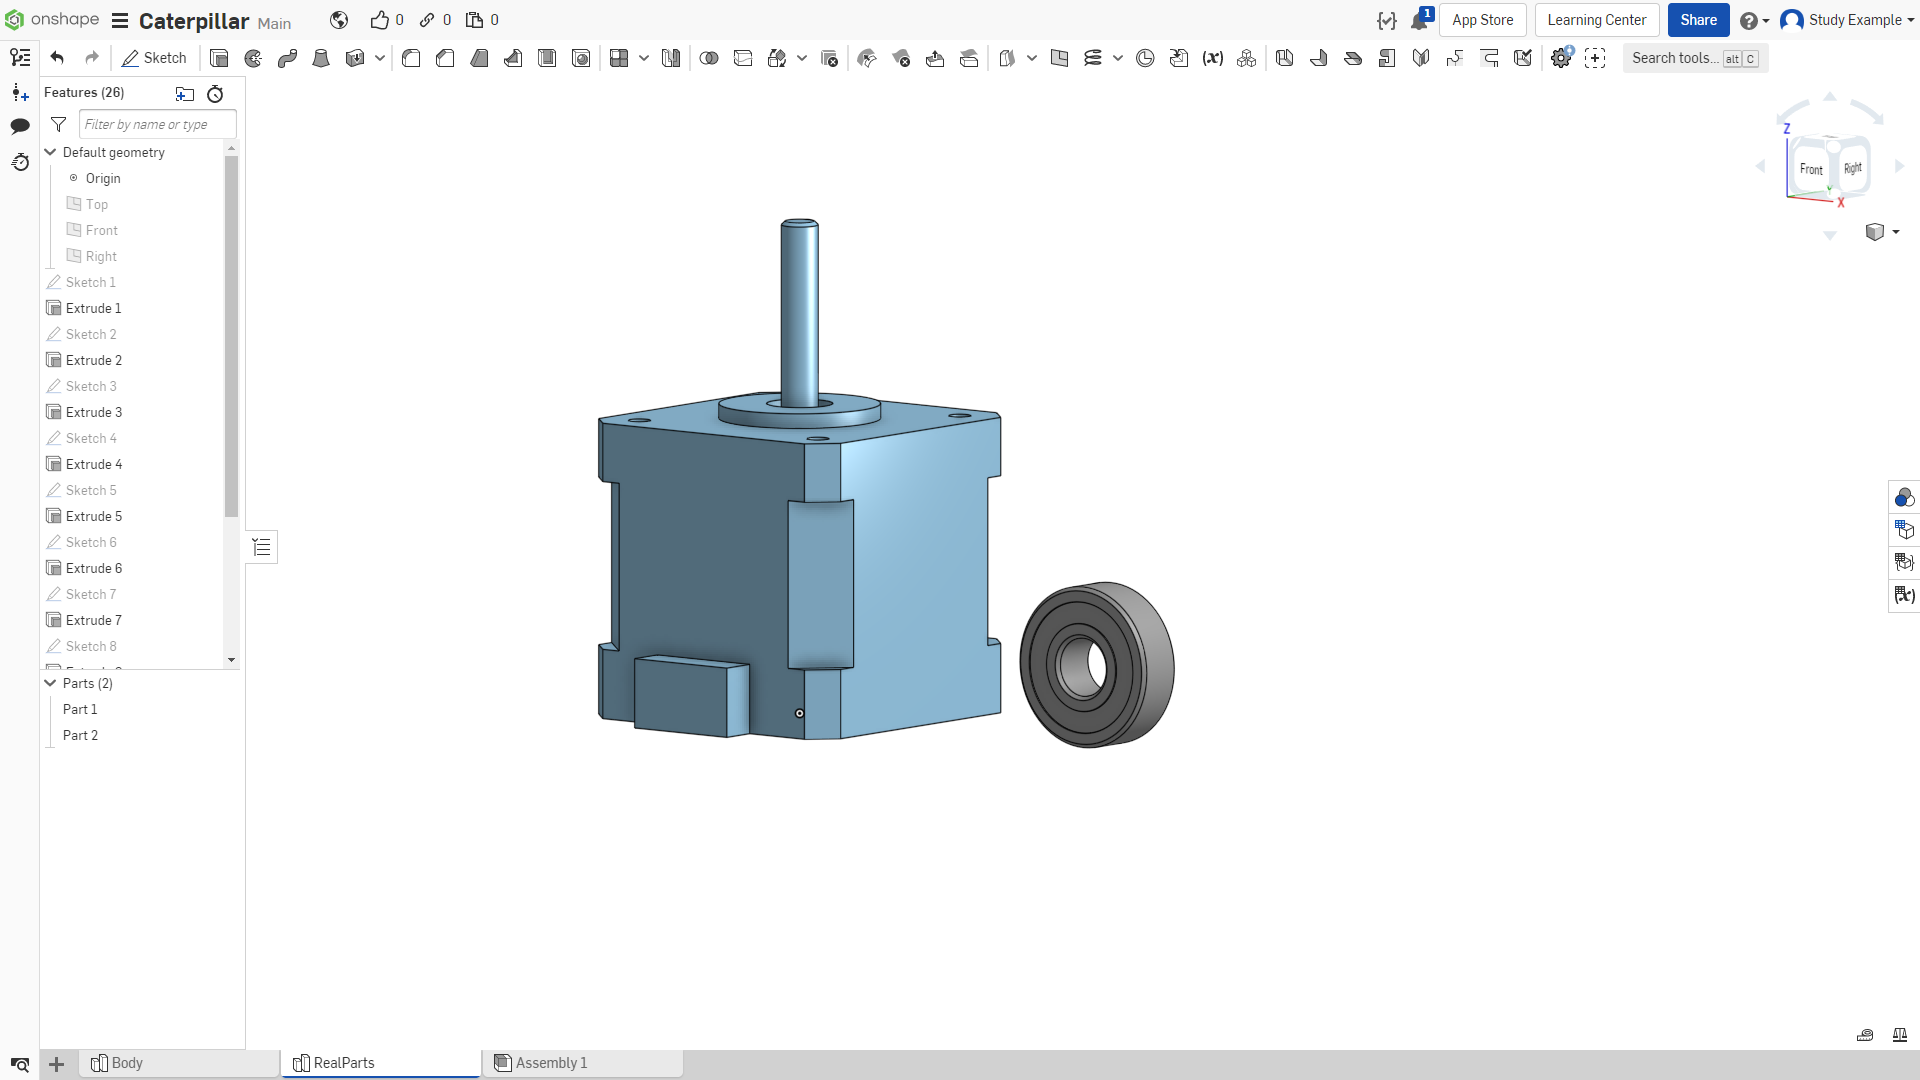 onshape Caterpillar Main 0 0 0 1 App Store Learning Center Share Study Example
Sketch Search tools... alt C
Features (26)
Filter by name or type
Default geometry
Origin
Top
Front
Right
Sketch 1
Extrude 1
Sketch 2
Extrude 2
Sketch 3
Extrude 3
Sketch 4
Extrude 4
Sketch 5
Extrude 5
Sketch 6
Extrude 6
Sketch 7
Extrude 7
Sketch 8
Parts (2)
Part 1
Part 2
Z
Front Right
X
Body RealParts Assembly 1